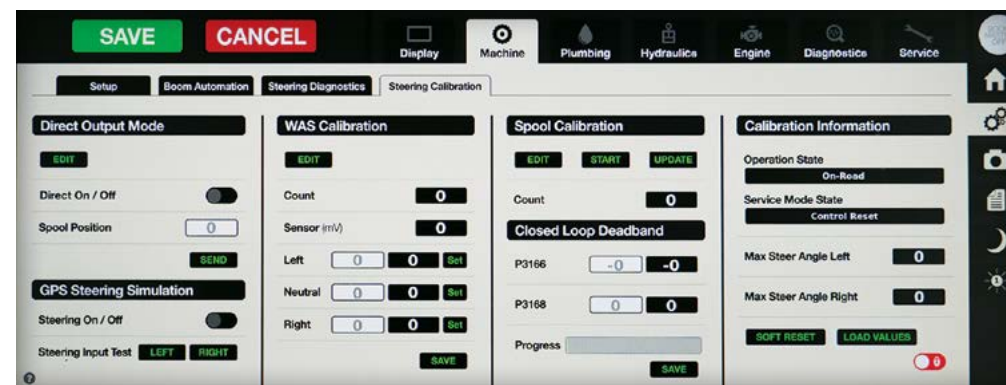 SAVE CANCEL
Display Machine Plumbing Hydraulics Engine Diagnostics Service
Setup Boom Automation Steering Diagnostics Steering Calibration
Direct Output Mode
EDIT
Direct On / Off
Spool Position 0
SEND
GPS Steering Simulation
Steering On / Off
Steering Input Test LEFT RIGHT
WAS Calibration
EDIT
Count 0
Sensor (mV) 0
Left 0 0 Set
Neutral 0 0 Set
Right 0 0 Set
SAVE
Spool Calibration
EDIT START UPDATE
Count 0
Closed Loop Deadband
P3166 -0 -0
P3168 0 0
Progress
SAVE
Calibration Information
Operation State
On-Road
Service Mode State
Control Reset
Max Steer Angle Left 0
Max Steer Angle Right 0
SOFT RESET LOAD VALUES